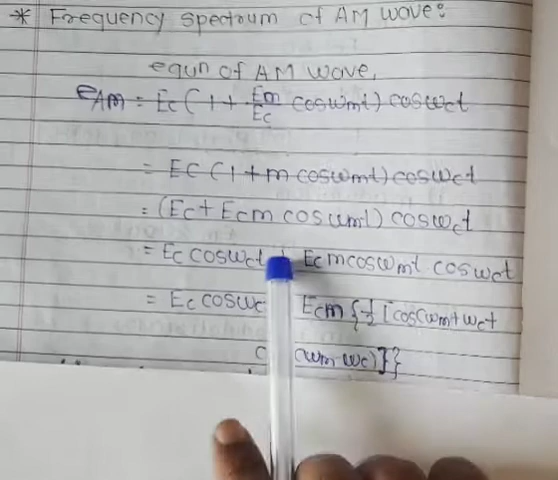 * Frequency spectrum of AM wave:
equn of AM wave,
eAM = Ec (1 + Em/Ec coswmt) coswct
= Ec (1 + m coswmt) coswct
= (Ec + Ecm coswmt) coswct
= Ec coswct + Ecm coswmt coswct
= Ec coswc Ecm {1/2 [cos(wm + wct
(wm wc)]}